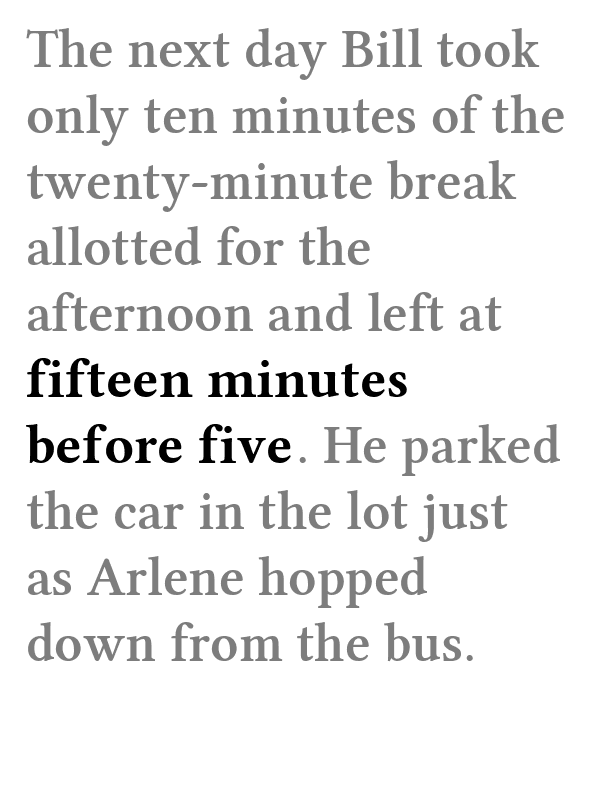 The next day Bill took
only ten minutes of the
twenty-minute break
allotted for the
afternoon and left at
fifteen minutes
before five. He parked
the car in the lot just
as Arlene hopped
down from the bus.